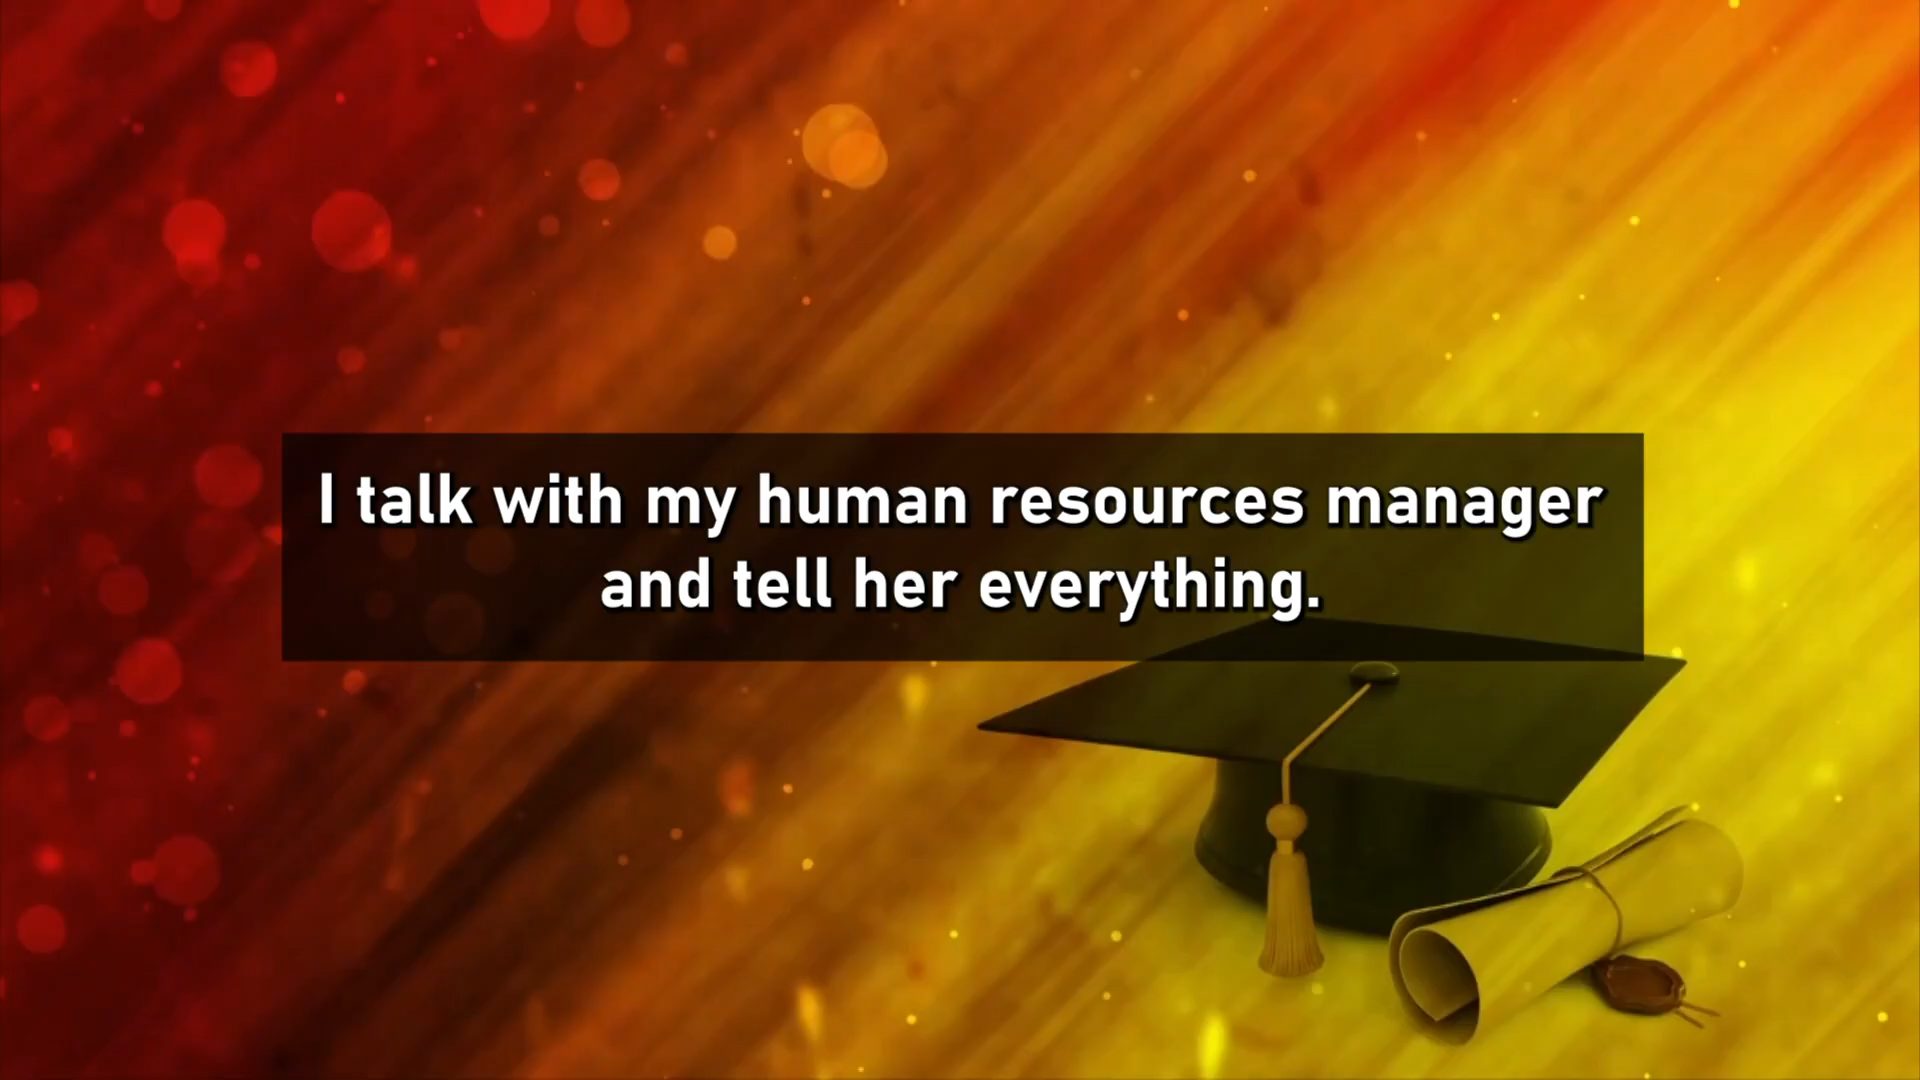 I talk with my human resources manager
and tell her everything.